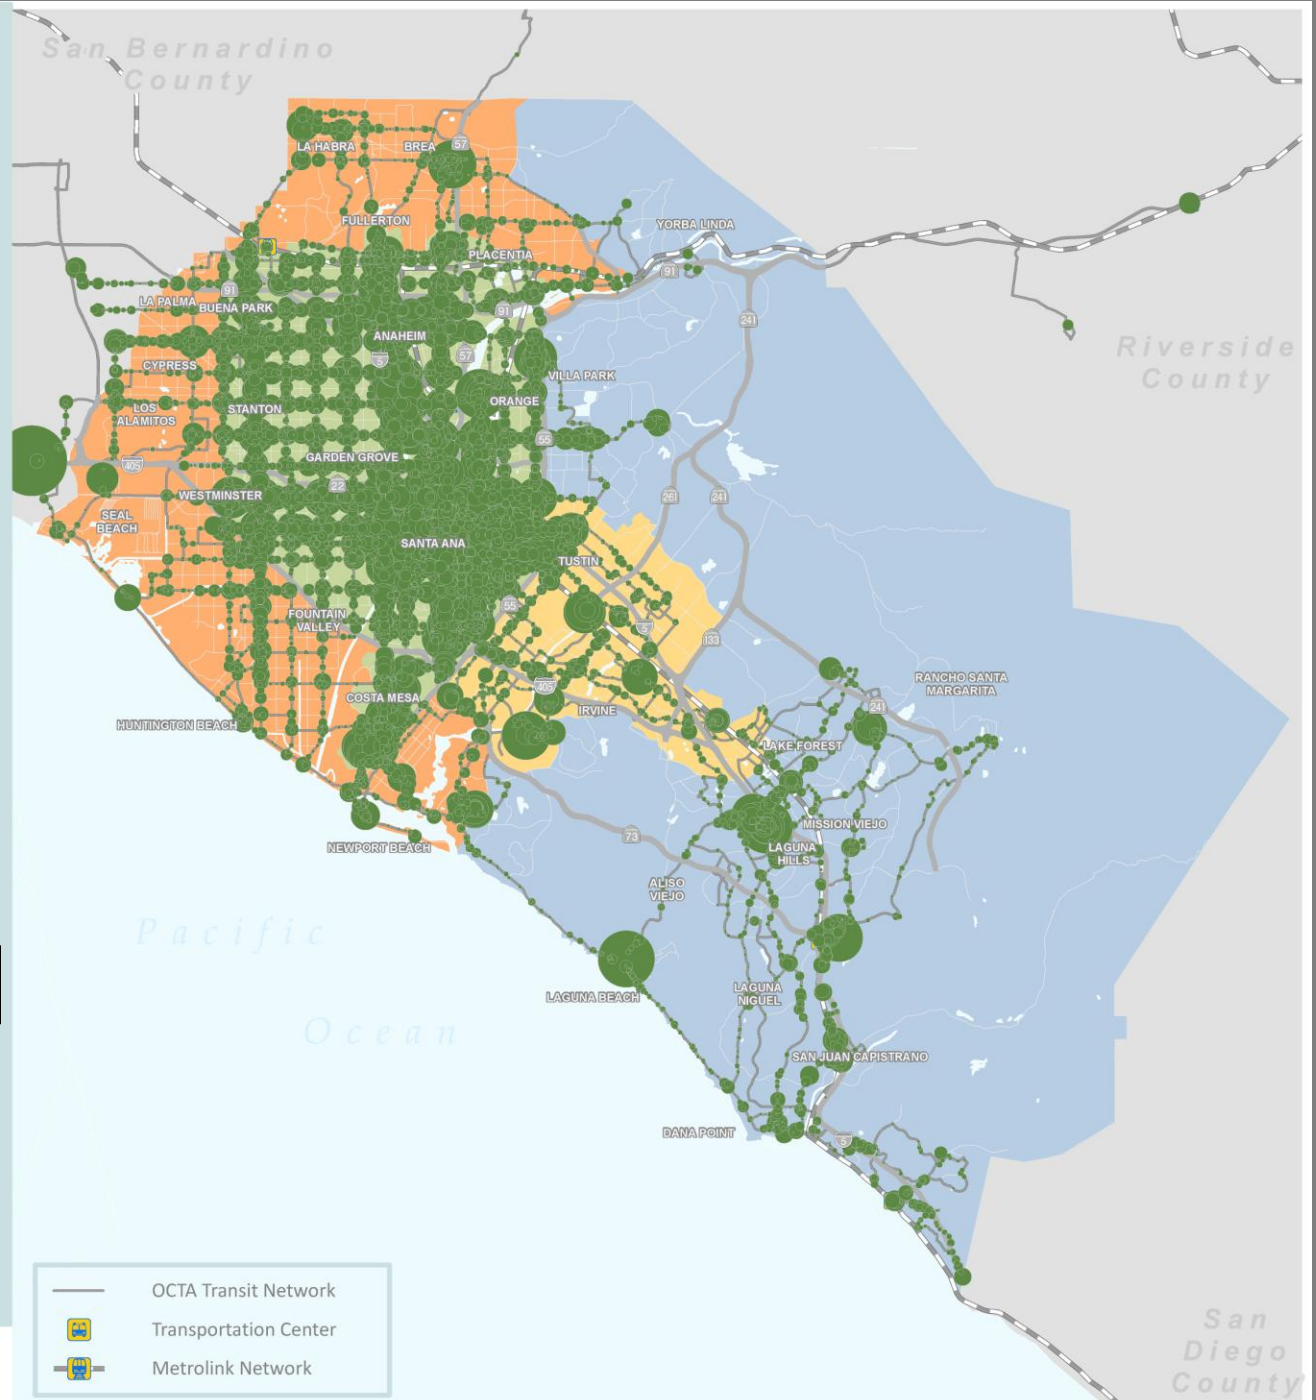 San Bernardino
County
LA HABRA
BREA
57
FULLERTON
YORBA LINDA
PLACENTIA
91
91
LA PALMA
BUENA PARK
91
241
ANAHEIM
5
57
Riverside
County
CYPRESS
VILLA PARK
LOS
ALAMITOS
STANTON
ORANGE
55
GARDEN GROVE
405
22
WESTMINSTER
261
241
SEAL
BEACH
SANTA ANA
TUSTIN
55
FOUNTAIN
VALLEY
5
133
RANCHO SANTA
MARGARITA
405
COSTA MESA
IRVINE
241
HUNTINGTON BEACH
LAKE FOREST
MISSION VIEJO
73
NEWPORT BEACH
LAGUNA
HILLS
ALISO
VIEJO
Pacific
LAGUNA BEACH
LAGUNA
NIGUEL
Ocean
SAN JUAN CAPISTRANO
DANA POINT
5
OCTA Transit Network
Transportation Center
Metrolink Network
San
Diego
County